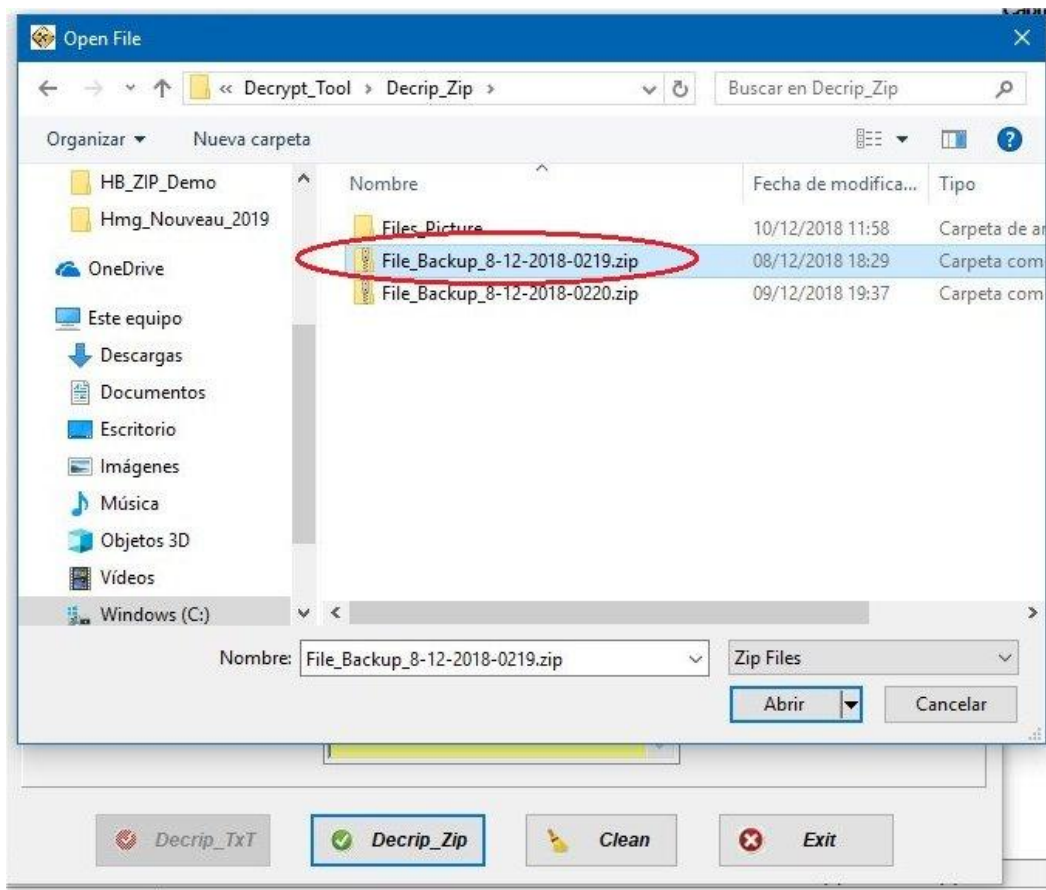 Open File
« Decrypt_Tool > Decrip_Zip >
Buscar en Decrip_Zip
Organizar
Nueva carpeta
HB_ZIP_Demo
Hmg_Nouveau_2019
OneDrive
Este equipo
Descargas
Documentos
Escritorio
Imágenes
Música
Objetos 3D
Vídeos
Windows (C:)
Nombre
Fecha de modifica...
Tipo
Files_Picture
10/12/2018 11:58
Carpeta de ar
File_Backup_8-12-2018-0219.zip
08/12/2018 18:29
Carpeta com
File_Backup_8-12-2018-0220.zip
09/12/2018 19:37
Carpeta com
Nombre:
File_Backup_8-12-2018-0219.zip
Zip Files
Abrir
Cancelar
Decrip_TxT
Decrip_Zip
Clean
Exit